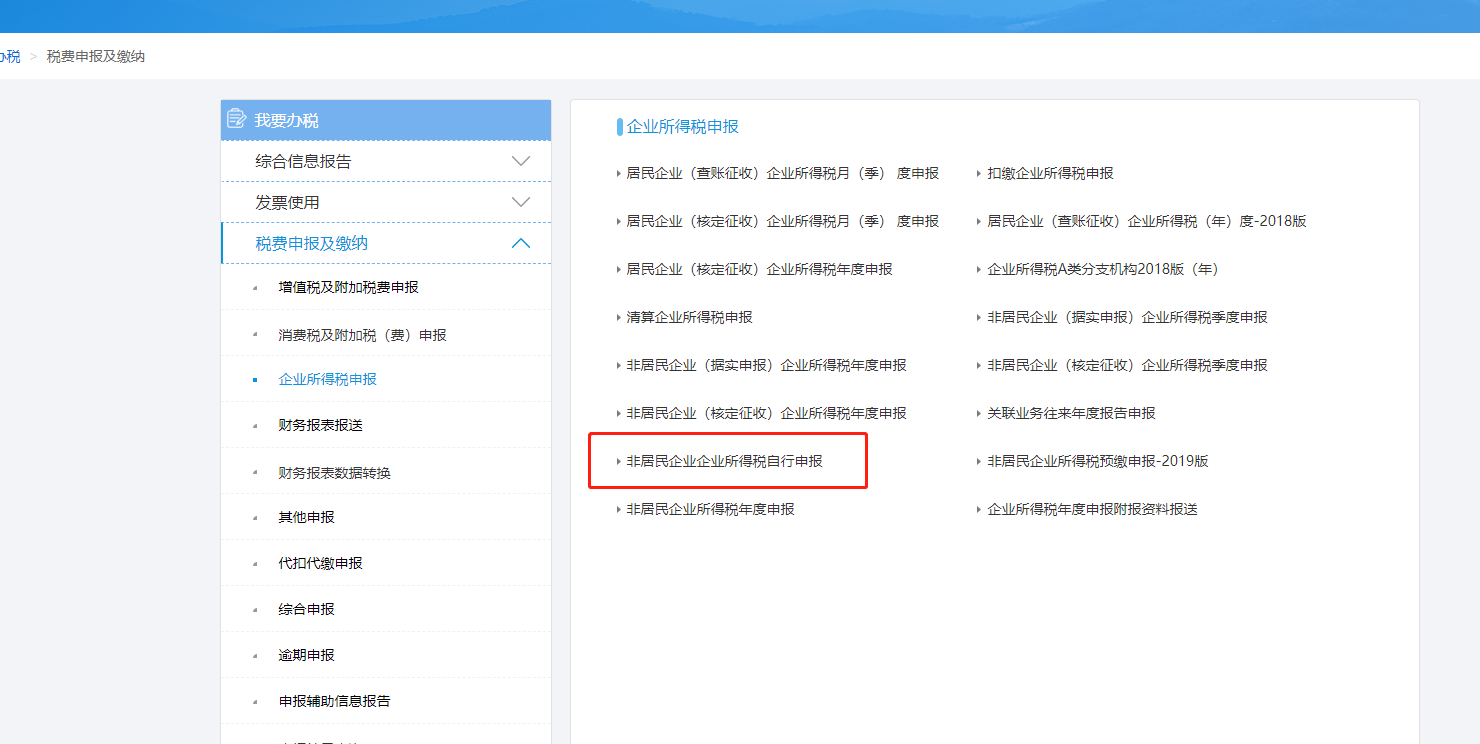 办税 > 税费申报及缴纳
我要办税
综合信息报告
发票使用
税费申报及缴纳
增值税及附加税费申报
消费税及附加税（费）申报
企业所得税申报
财务报表报送
财务报表数据转换
其他申报
代扣代缴申报
综合申报
逾期申报
申报辅助信息报告
企业所得税申报
居民企业（查账征收）企业所得税月（季） 度申报
扣缴企业所得税申报
居民企业（核定征收）企业所得税月（季） 度申报
居民企业（查账征收）企业所得税（年）度-2018版
居民企业（核定征收）企业所得税年度申报
企业所得税A类分支机构2018版（年）
清算企业所得税申报
非居民企业（据实申报）企业所得税季度申报
非居民企业（据实申报）企业所得税年度申报
非居民企业（核定征收）企业所得税季度申报
非居民企业（核定征收）企业所得税年度申报
关联业务往来年度报告申报
非居民企业企业所得税自行申报
非居民企业所得税预缴申报-2019版
非居民企业所得税年度申报
企业所得税年度申报附报资料报送